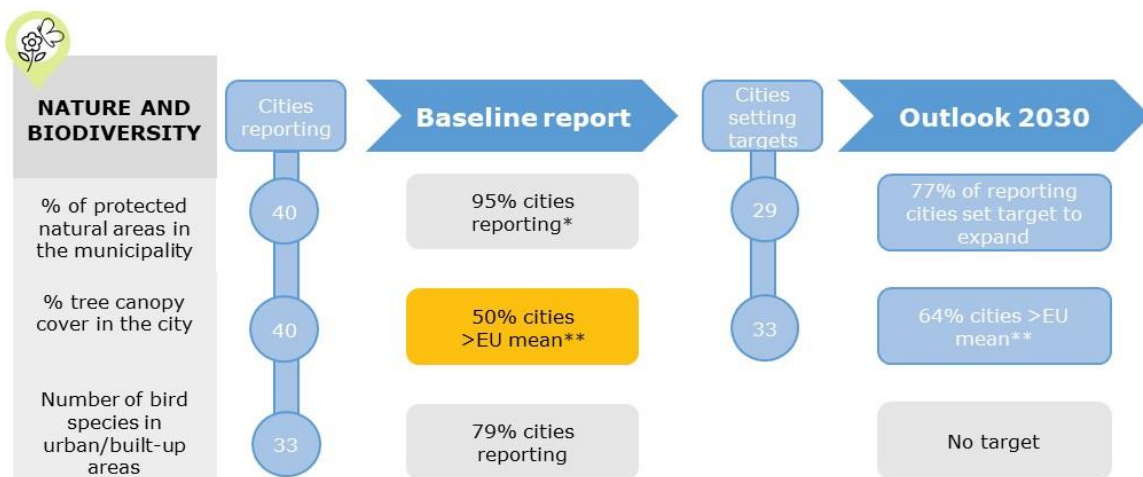 NATURE AND
BIODIVERSITY
Cities
reporting
Baseline report
Cities
setting
targets
Outlook 2030
% of protected
natural areas in
the municipality
40
95% cities
reporting*
29
77% of reporting
cities set target to
expand
% tree canopy
cover in the city
40
50% cities
>EU mean**
33
64% cities >EU
mean**
Number of bird
species in
urban/built-up
areas
33
79% cities
reporting
No target